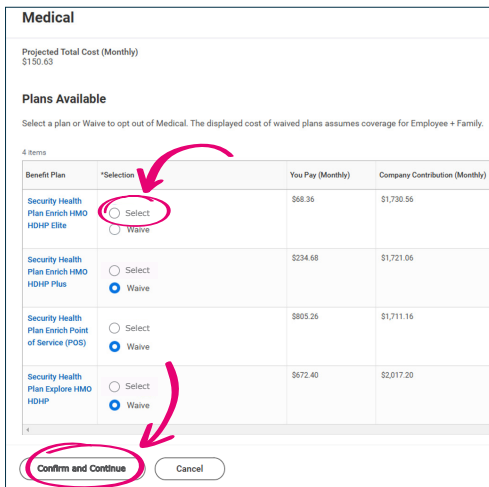 Medical
Projected Total Cost (Monthly)
$150.63
Plans Available
Select a plan or Waive to opt out of Medical. The displayed cost of waived plans assumes coverage for Employee + Family.
4 items
Benefit Plan *Selection You Pay (Monthly) Company Contribution (Monthly)
Security Health
Plan Enrich HMO
HDHP Elite
Select
Waive
$68.36 $1,730.56
Security Health
Plan Enrich HMO
HDHP Plus
Select
Waive
$234.68 $1,721.06
Security Health
Plan Enrich Point
of Service (POS)
Select
Waive
$805.26 $1,711.16
Security Health
Plan Explore HMO
HDHP
Select
Waive
$672.40 $2,017.20
Confirm and Continue Cancel